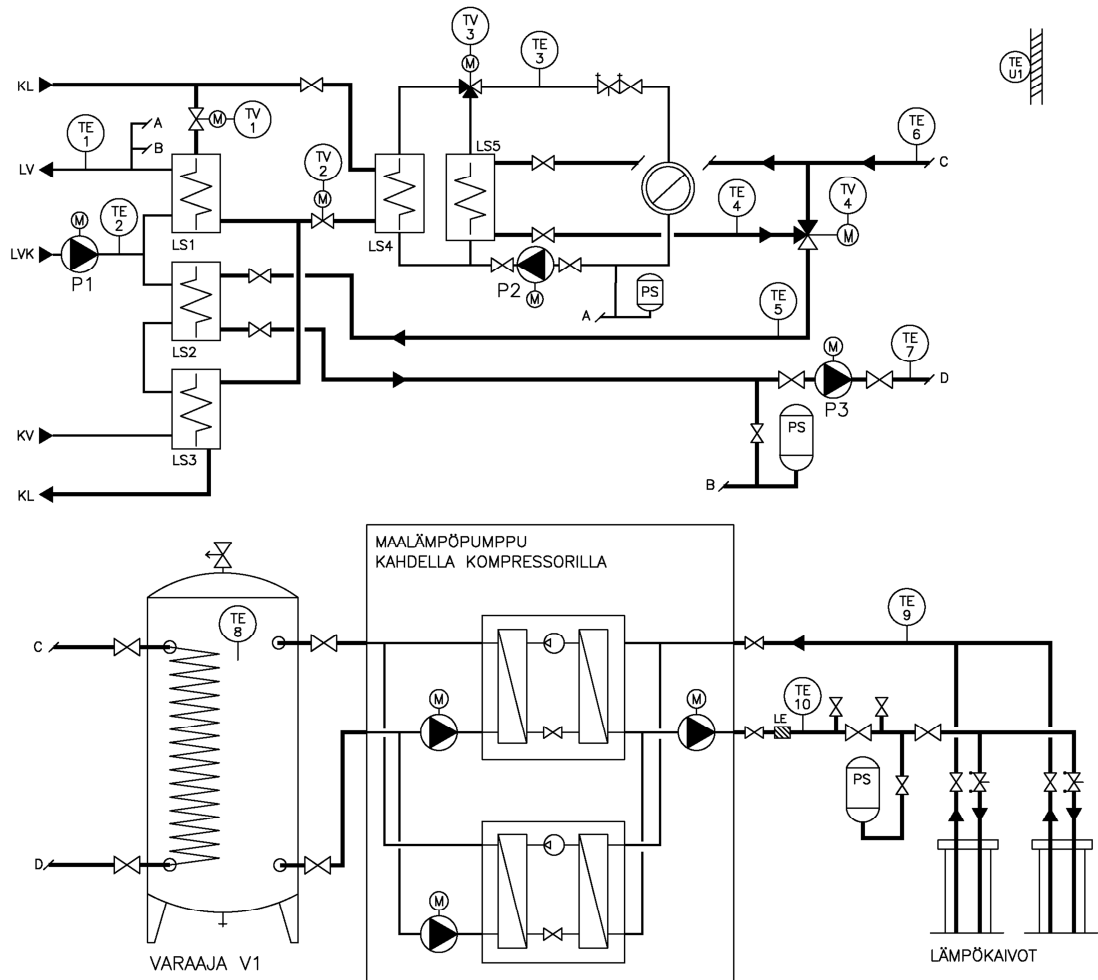 TV
3
TE
3
TE
U1
KL
M
TE
1
A
M
TV
1
TE
6
B
TV
2
LS5
C
LV
TE
4
TV
4
TE
2
M
M
M
LVK
LS1
LS4
M
P1
P2
PS
TE
5
M
A
M
TE
7
LS2
D
P3
KV
PS
LS3
B
KL
MAALÄMPÖPUMPPU
KAHDELLA KOMPRESSORILLA
TE
8
TE
9
C
M
M
LE
TE
10
PS
D
M
VARAAJA V1
LÄMPÖKAIVOT